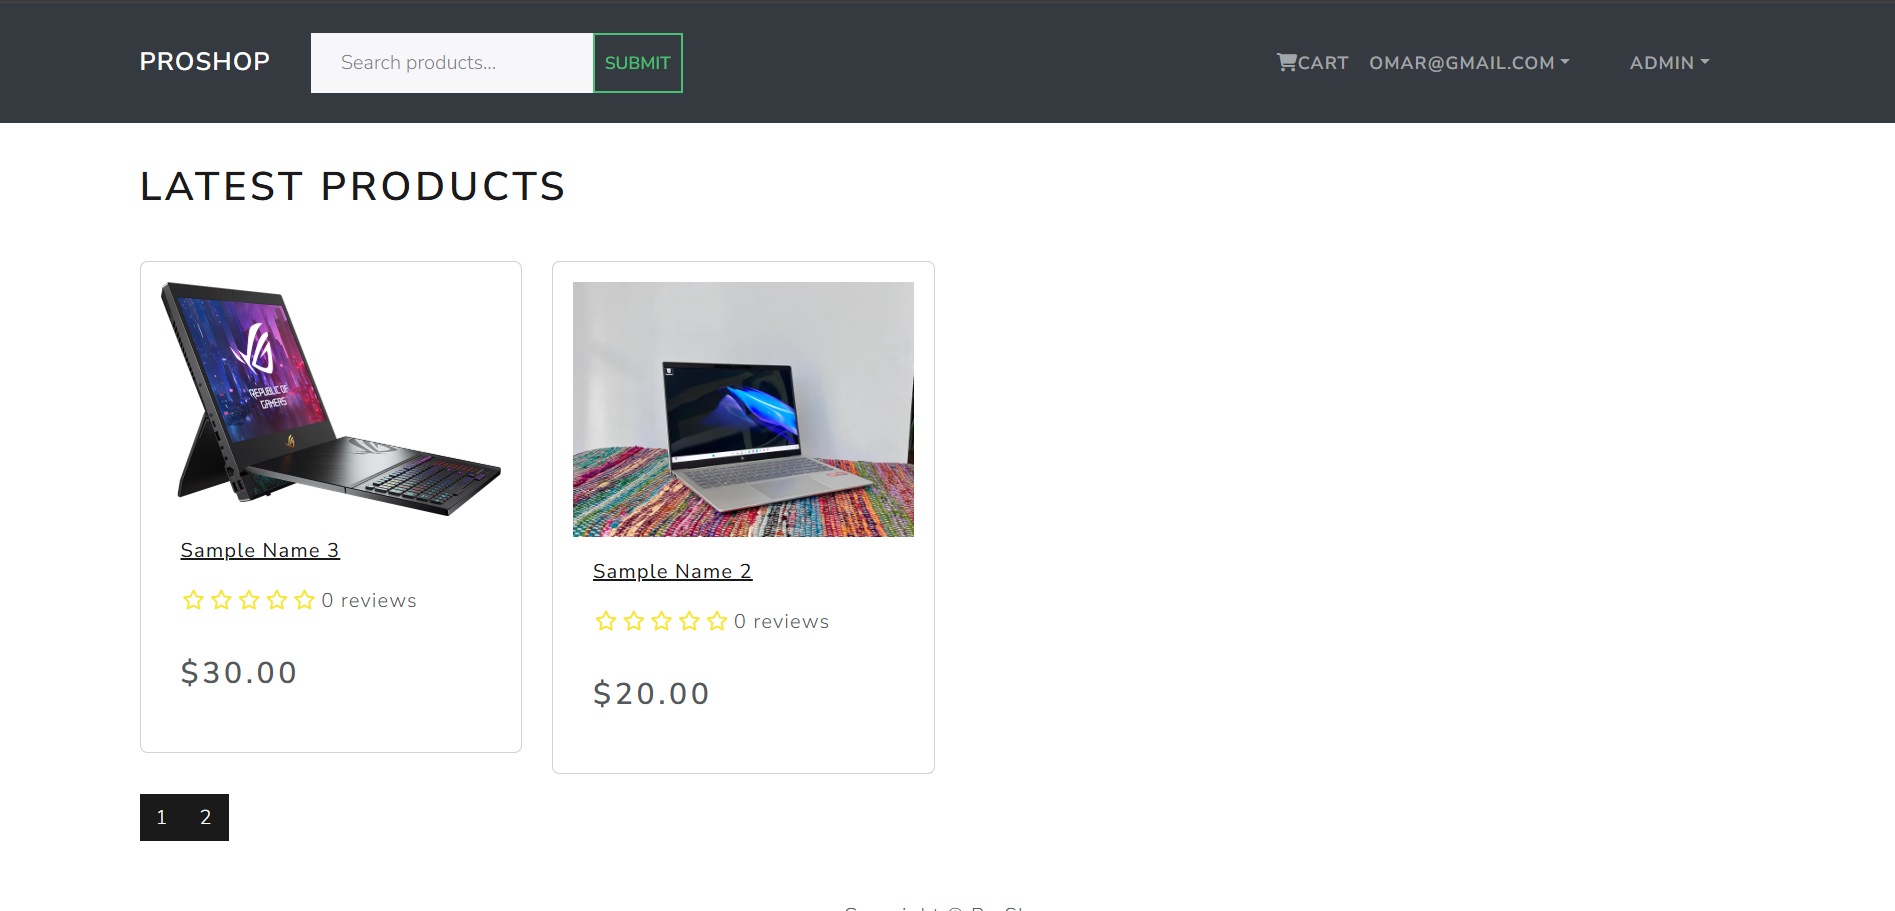 PROSHOP
Search products...
SUBMIT
CART
OMAR@GMAIL.COM
ADMIN
LATEST PRODUCTS
REPUBLIC OF
GAMERS
Sample Name 3
0 reviews
$30.00
Sample Name 2
0 reviews
$20.00
1 2